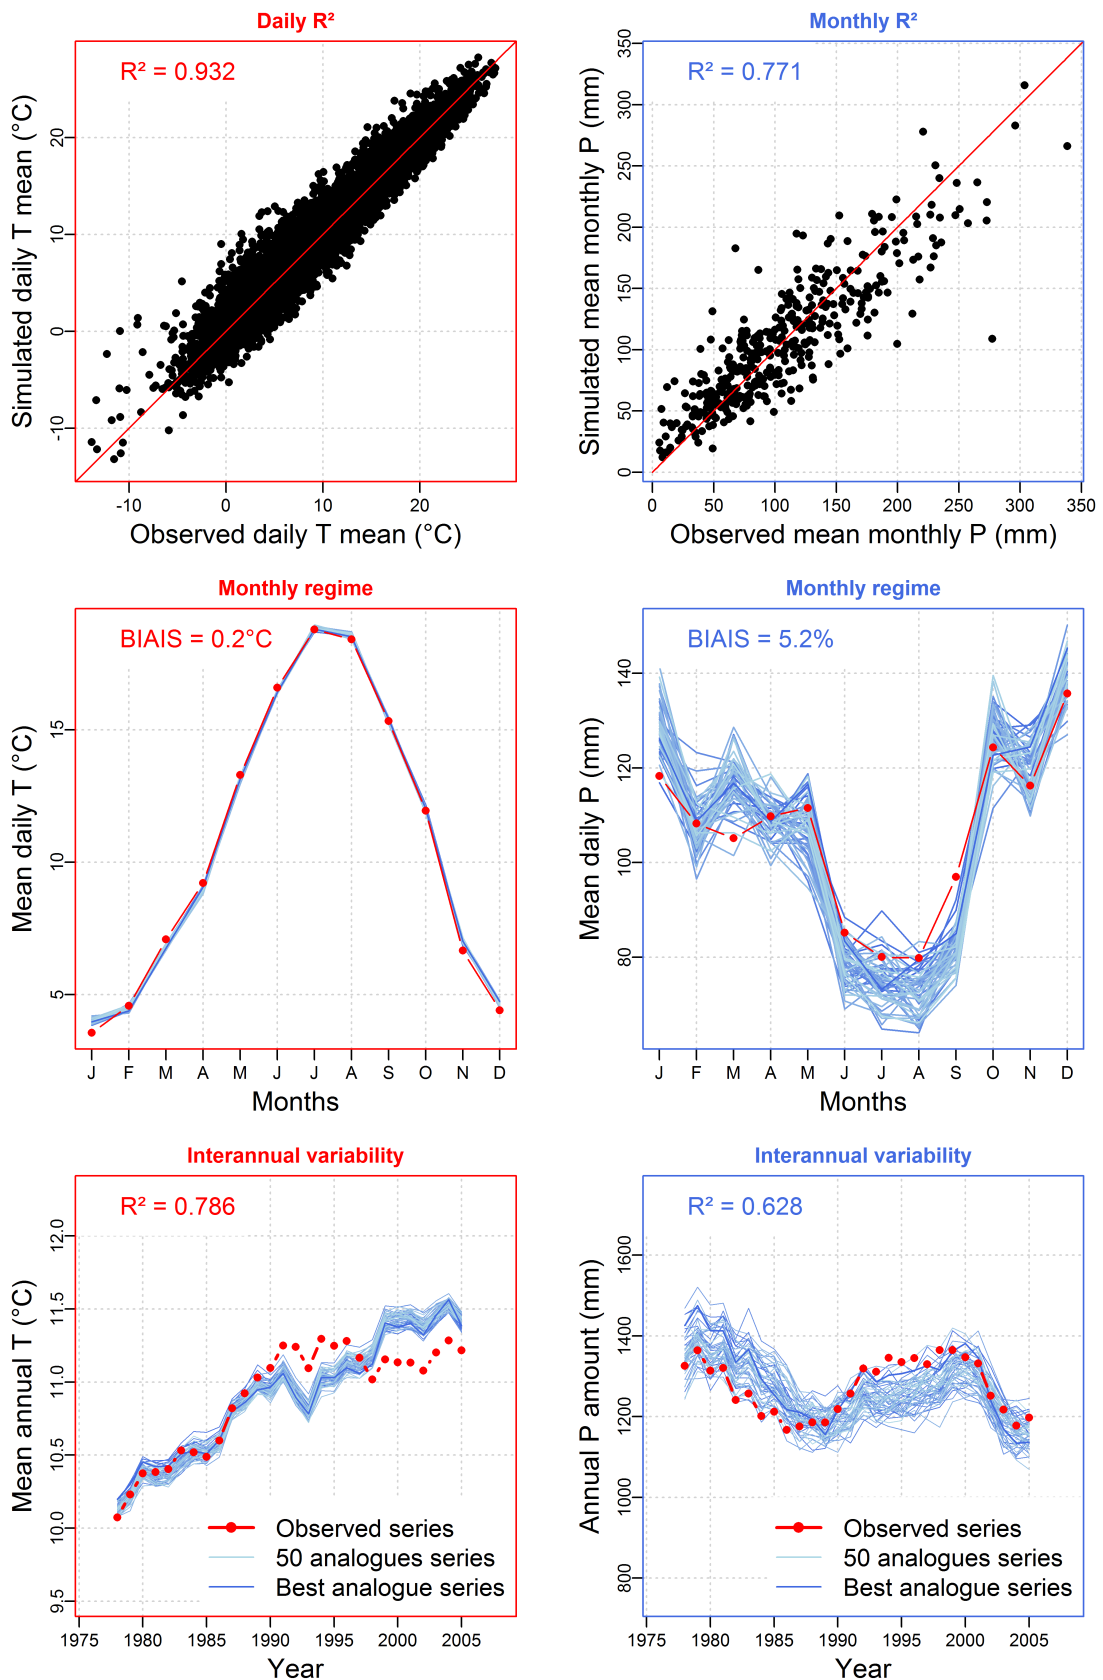 Daily R²
R² = 0.932
Simulated daily T mean (°C)
20
10
0
-10
-10 0 10 20
Observed daily T mean (°C)
Monthly R²
R² = 0.771
Simulated mean monthly P (mm)
350
300
250
200
150
100
50
0
0 50 100 150 200 250 300 350
Observed mean monthly P (mm)
Monthly regime
BIAIS = 0.2°C
Mean daily T (°C)
15
10
5
J F M A M J J A S O N D
Months
Monthly regime
BIAIS = 5.2%
Mean daily P (mm)
140
120
100
80
J F M A M J J A S O N D
Months
Interannual variability
R² = 0.786
Mean annual T (°C)
12.0
11.5
11.0
10.5
10.0
9.5
Observed series
50 analogues series
Best analogue series
1975 1980 1985 1990 1995 2000 2005
Year
Interannual variability
R² = 0.628
Annual P amount (mm)
1600
1400
1200
1000
800
Observed series
50 analogues series
Best analogue series
1975 1980 1985 1990 1995 2000 2005
Year